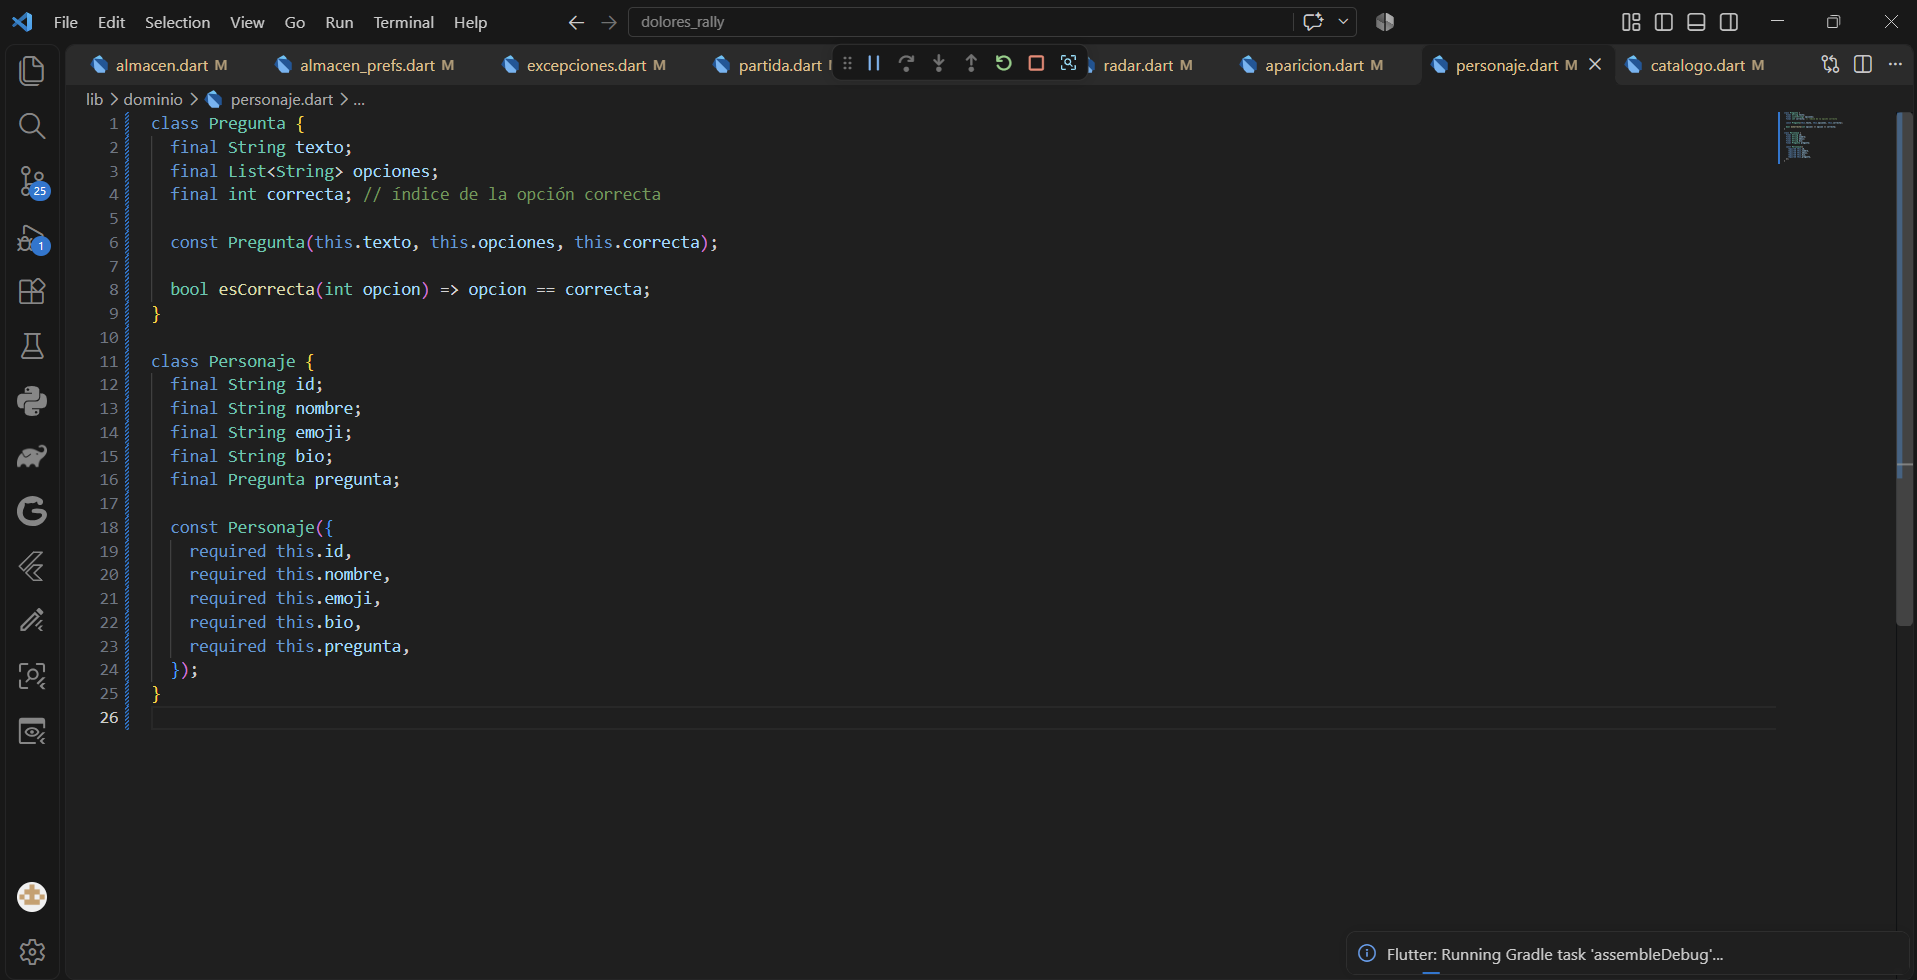 File Edit Selection View Go Run Terminal Help dolores_rally
almacen.dart M almacen_prefs.dart M excepciones.dart M partida.dart radar.dart M aparicion.dart M personaje.dart M catalogo.dart M
lib > dominio > personaje.dart > ...
1 class Pregunta {
2 final String texto;
3 final List<String> opciones;
4 final int correcta; // índice de la opción correcta
5
6 const Pregunta(this.texto, this.opciones, this.correcta);
7
8 bool esCorrecta(int opcion) => opcion == correcta;
9 }
10
11 class Personaje {
12 final String id;
13 final String nombre;
14 final String emoji;
15 final String bio;
16 final Pregunta pregunta;
17
18 const Personaje({
19 required this.id,
20 required this.nombre,
21 required this.emoji,
22 required this.bio,
23 required this.pregunta,
24 });
25 }
26
25
1
Flutter: Running Gradle task 'assembleDebug'...